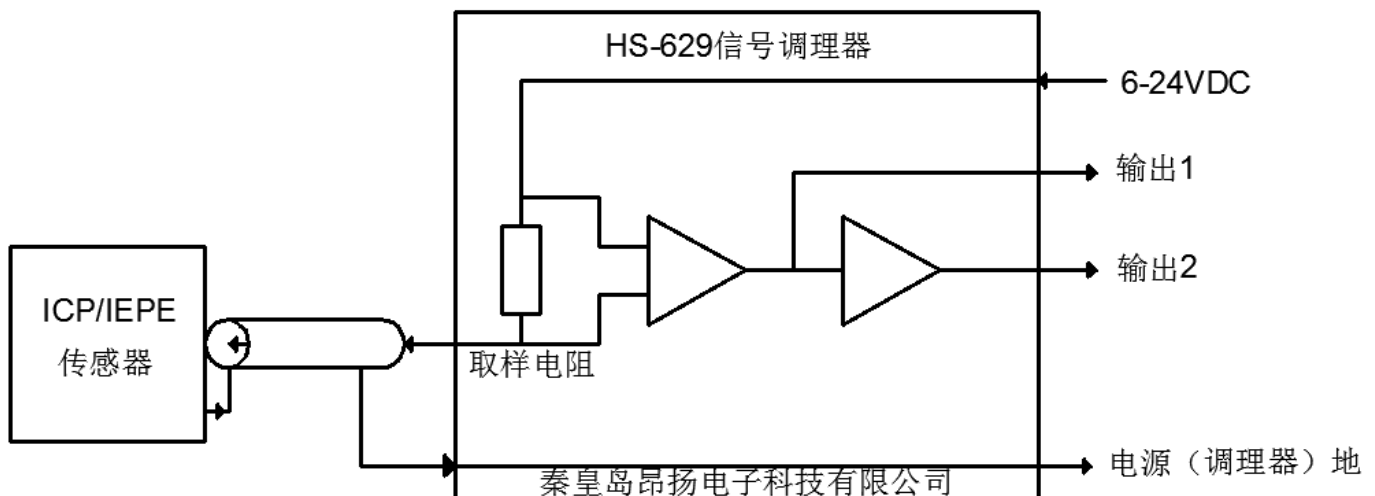 HS-629信号调理器
6-24VDC
输出1
输出2
ICP/IEPE
传感器
取样电阻
电源（调理器）地
秦皇岛昂扬电子科技有限公司